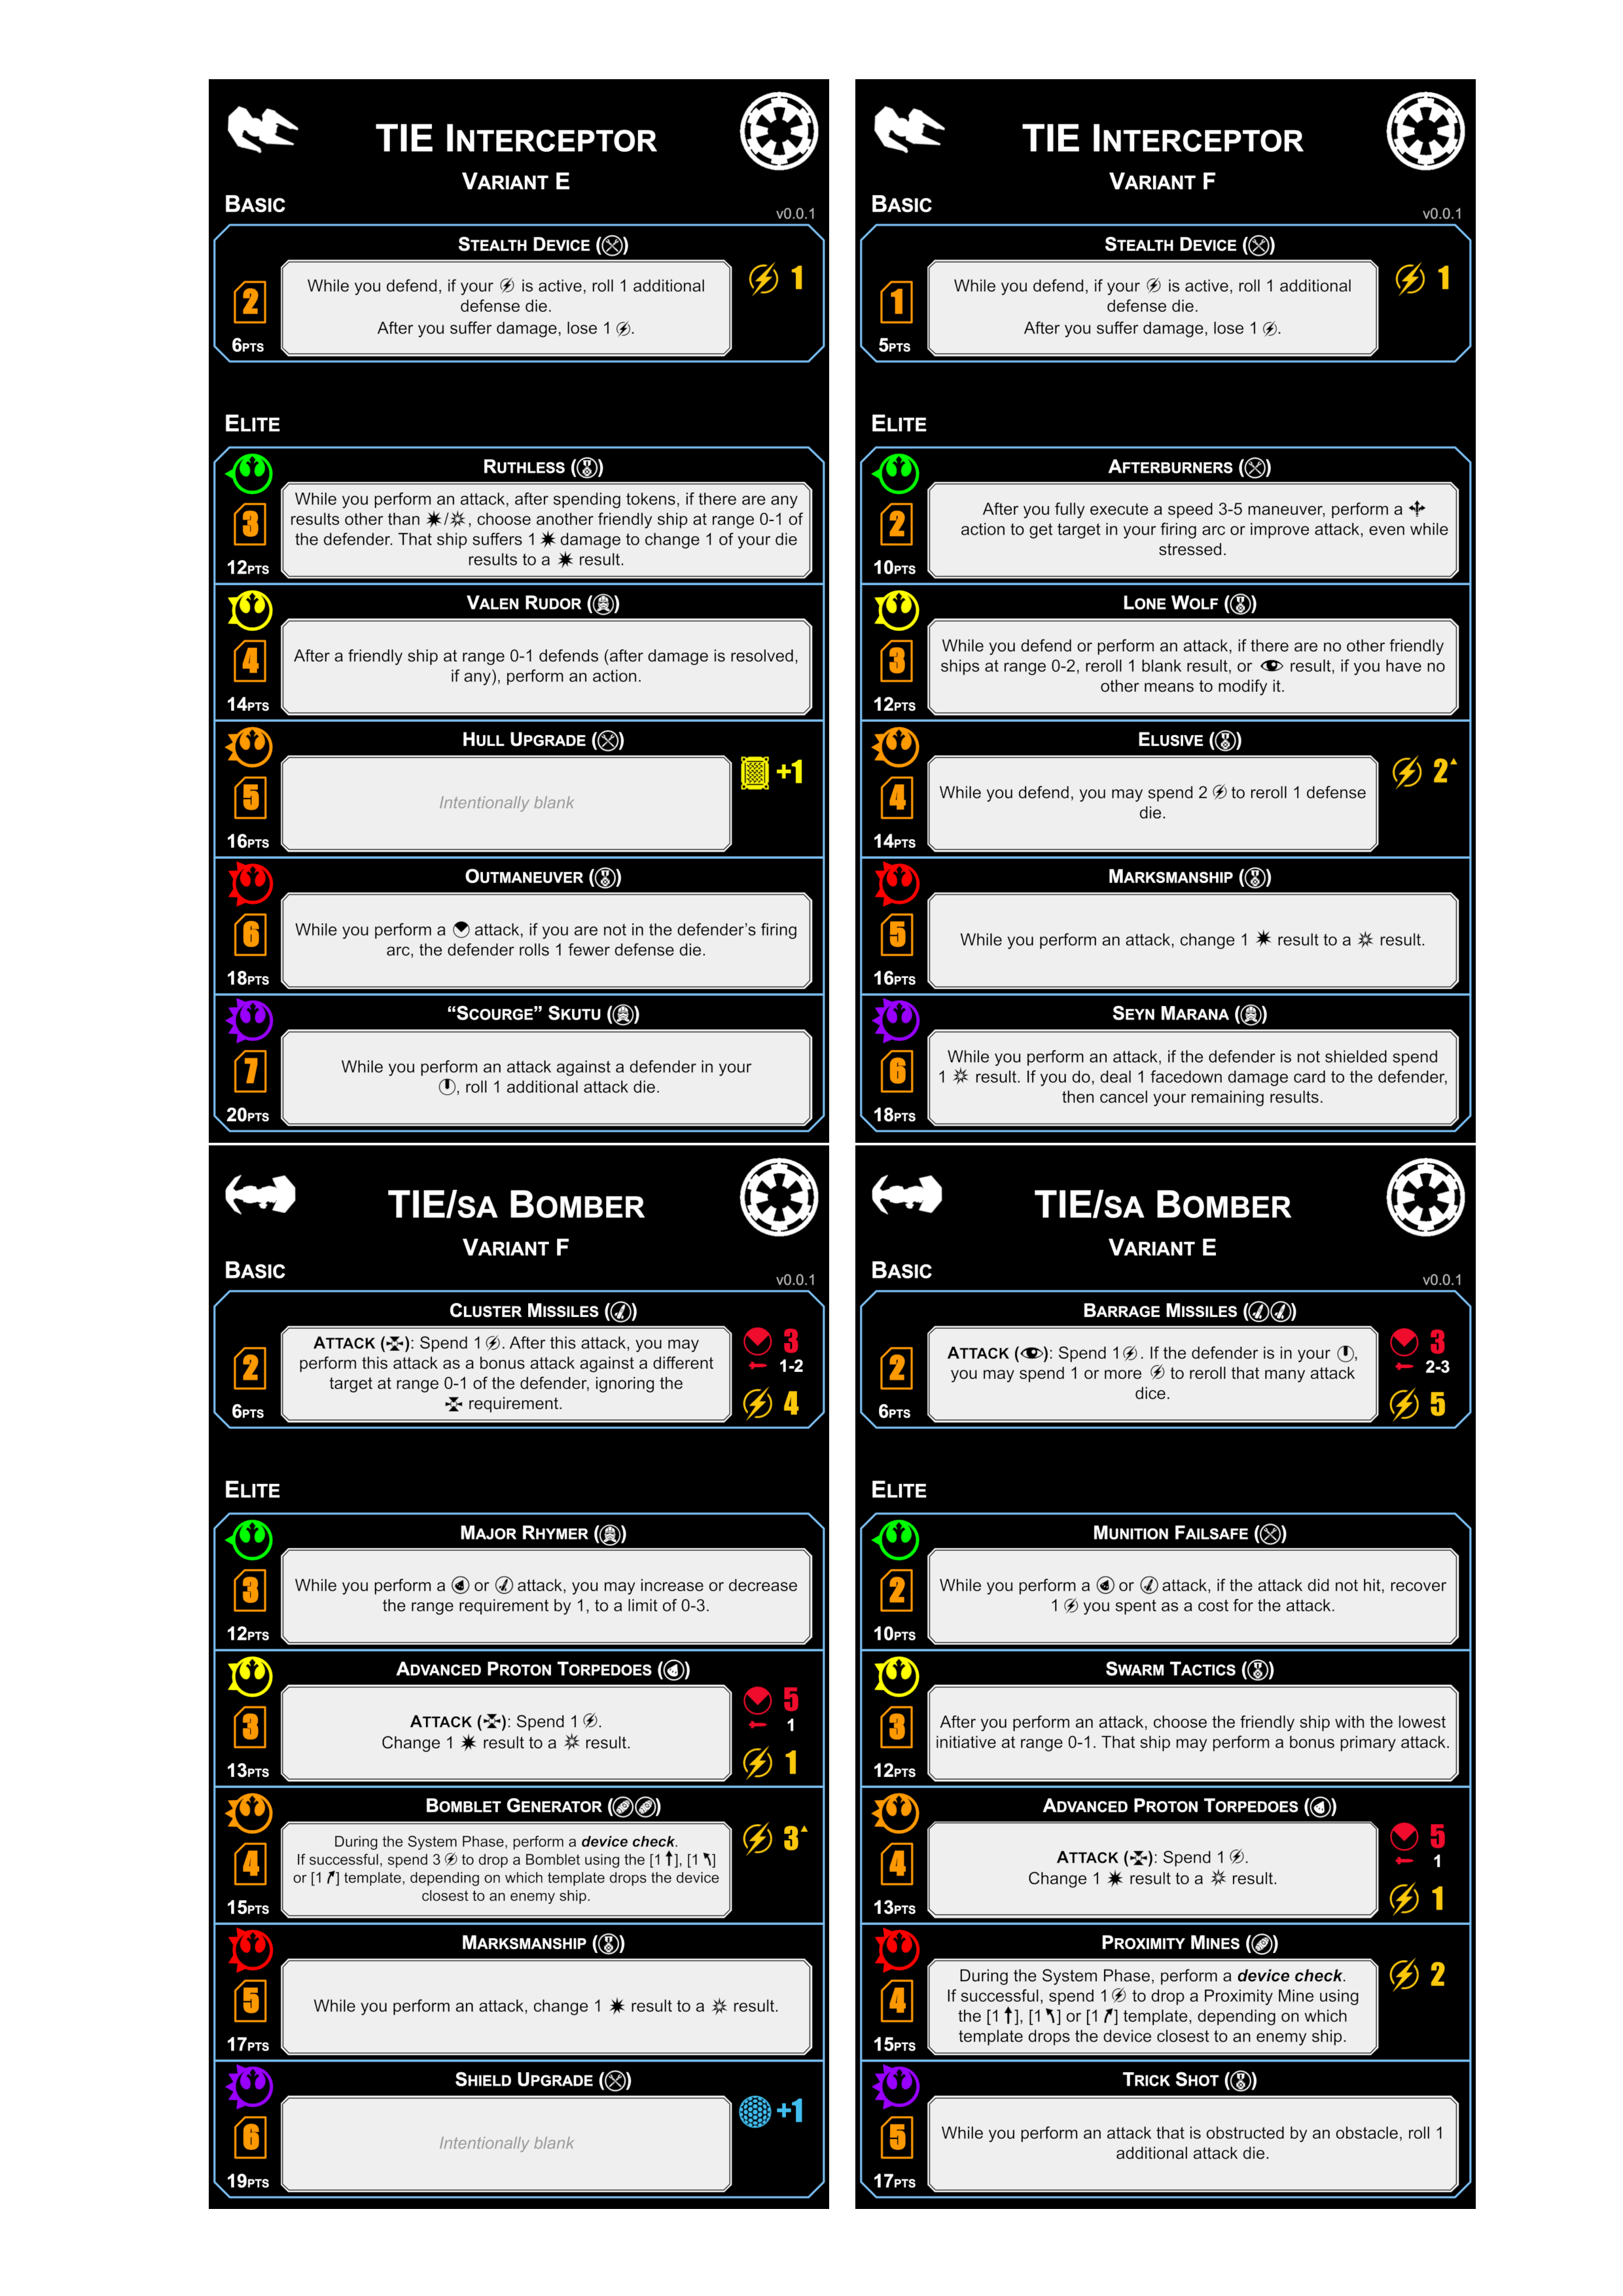 TIE Interceptor
Variant E
Basic
v0.0.1
Stealth Device ()
2
6pts
While you defend, if your is active, roll 1 additional
defense die.
After you suffer damage, lose 1 .
1
Elite
Ruthless ()
3
12pts
While you perform an attack, after spending tokens, if there are any
results other than / , choose another friendly ship at range 0-1 of
the defender. That ship suffers 1 damage to change 1 of your die
results to a result.
Valen Rudor ()
4
14pts
After a friendly ship at range 0-1 defends (after damage is resolved,
if any), perform an action.
Hull Upgrade ()
5
16pts
Intentionally blank
+1
Outmaneuver ()
6
18pts
While you perform a attack, if you are not in the defender's firing
arc, the defender rolls 1 fewer defense die.
“Scourge” Skutu ()
7
20pts
While you perform an attack against a defender in your
, roll 1 additional attack die.
TIE Interceptor
Variant F
Basic
v0.0.1
Stealth Device ()
1
5pts
While you defend, if your is active, roll 1 additional
defense die.
After you suffer damage, lose 1 .
1
Elite
Afterburners ()
2
10pts
After you fully execute a speed 3-5 maneuver, perform a
action to get target in your firing arc or improve attack, even while
stressed.
Lone Wolf ()
3
12pts
While you defend or perform an attack, if there are no other friendly
ships at range 0-2, reroll 1 blank result, or result, if you have no
other means to modify it.
Elusive ()
4
14pts
While you defend, you may spend 2 to reroll 1 defense
die.
2
Marksmanship ()
5
16pts
While you perform an attack, change 1 result to a result.
Seyn Marana ()
6
18pts
While you perform an attack, if the defender is not shielded spend
1 result. If you do, deal 1 facedown damage card to the defender,
then cancel your remaining results.
TIE/sa Bomber
Variant F
Basic
v0.0.1
Cluster Missiles ()
2
6pts
Attack (): Spend 1 . After this attack, you may
perform this attack as a bonus attack against a different
target at range 0-1 of the defender, ignoring the
requirement.
3
1-2
4
Elite
Major Rhymer ()
3
12pts
While you perform a or attack, you may increase or decrease
the range requirement by 1, to a limit of 0-3.
Advanced Proton Torpedoes ()
3
13pts
Attack (): Spend 1 .
Change 1 result to a result.
5
1
1
Bomblet Generator ()
4
15pts
During the System Phase, perform a device check.
If successful, spend 3 to drop a Bomblet using the [1 ], [1 ]
or [1 ] template, depending on which template drops the device
closest to an enemy ship.
3
Marksmanship ()
5
17pts
While you perform an attack, change 1 result to a result.
Shield Upgrade ()
6
19pts
Intentionally blank
+1
TIE/sa Bomber
Variant E
Basic
v0.0.1
Barrage Missiles ()
2
6pts
Attack (): Spend 1 . If the defender is in your ,
you may spend 1 or more to reroll that many attack
dice.
3
2-3
5
Elite
Munition Failsafe ()
2
10pts
While you perform a or attack, if the attack did not hit, recover
1 you spent as a cost for the attack.
Swarm Tactics ()
3
12pts
After you perform an attack, choose the friendly ship with the lowest
initiative at range 0-1. That ship may perform a bonus primary attack.
Advanced Proton Torpedoes ()
4
13pts
Attack (): Spend 1 .
Change 1 result to a result.
5
1
1
Proximity Mines ()
4
15pts
During the System Phase, perform a device check.
If successful, spend 1 to drop a Proximity Mine using
the [1 ], [1 ] or [1 ] template, depending on which
template drops the device closest to an enemy ship.
2
Trick Shot ()
5
17pts
While you perform an attack that is obstructed by an obstacle, roll 1
additional attack die.